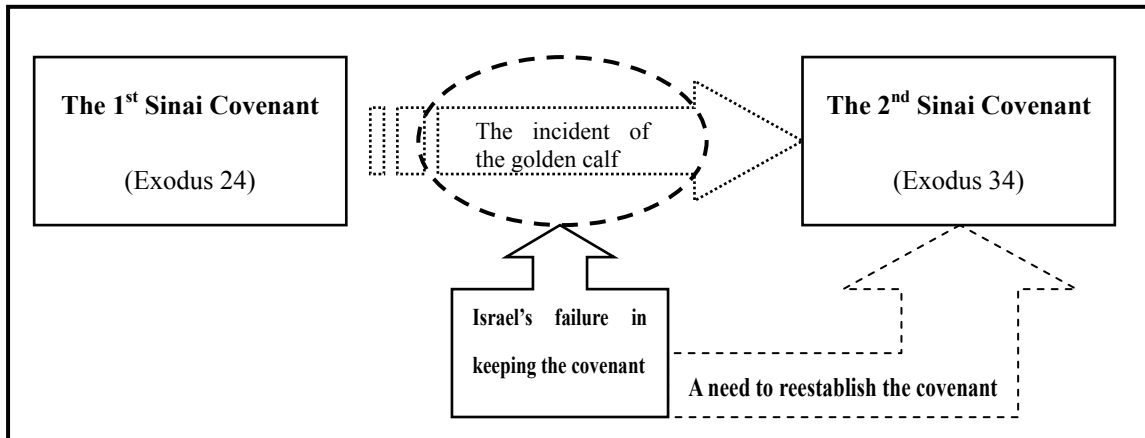 The 1st Sinai Covenant
(Exodus 24)
The incident of
the golden calf
The 2nd Sinai Covenant
(Exodus 34)
Israel's failure in
keeping the covenant
A need to reestablish the covenant